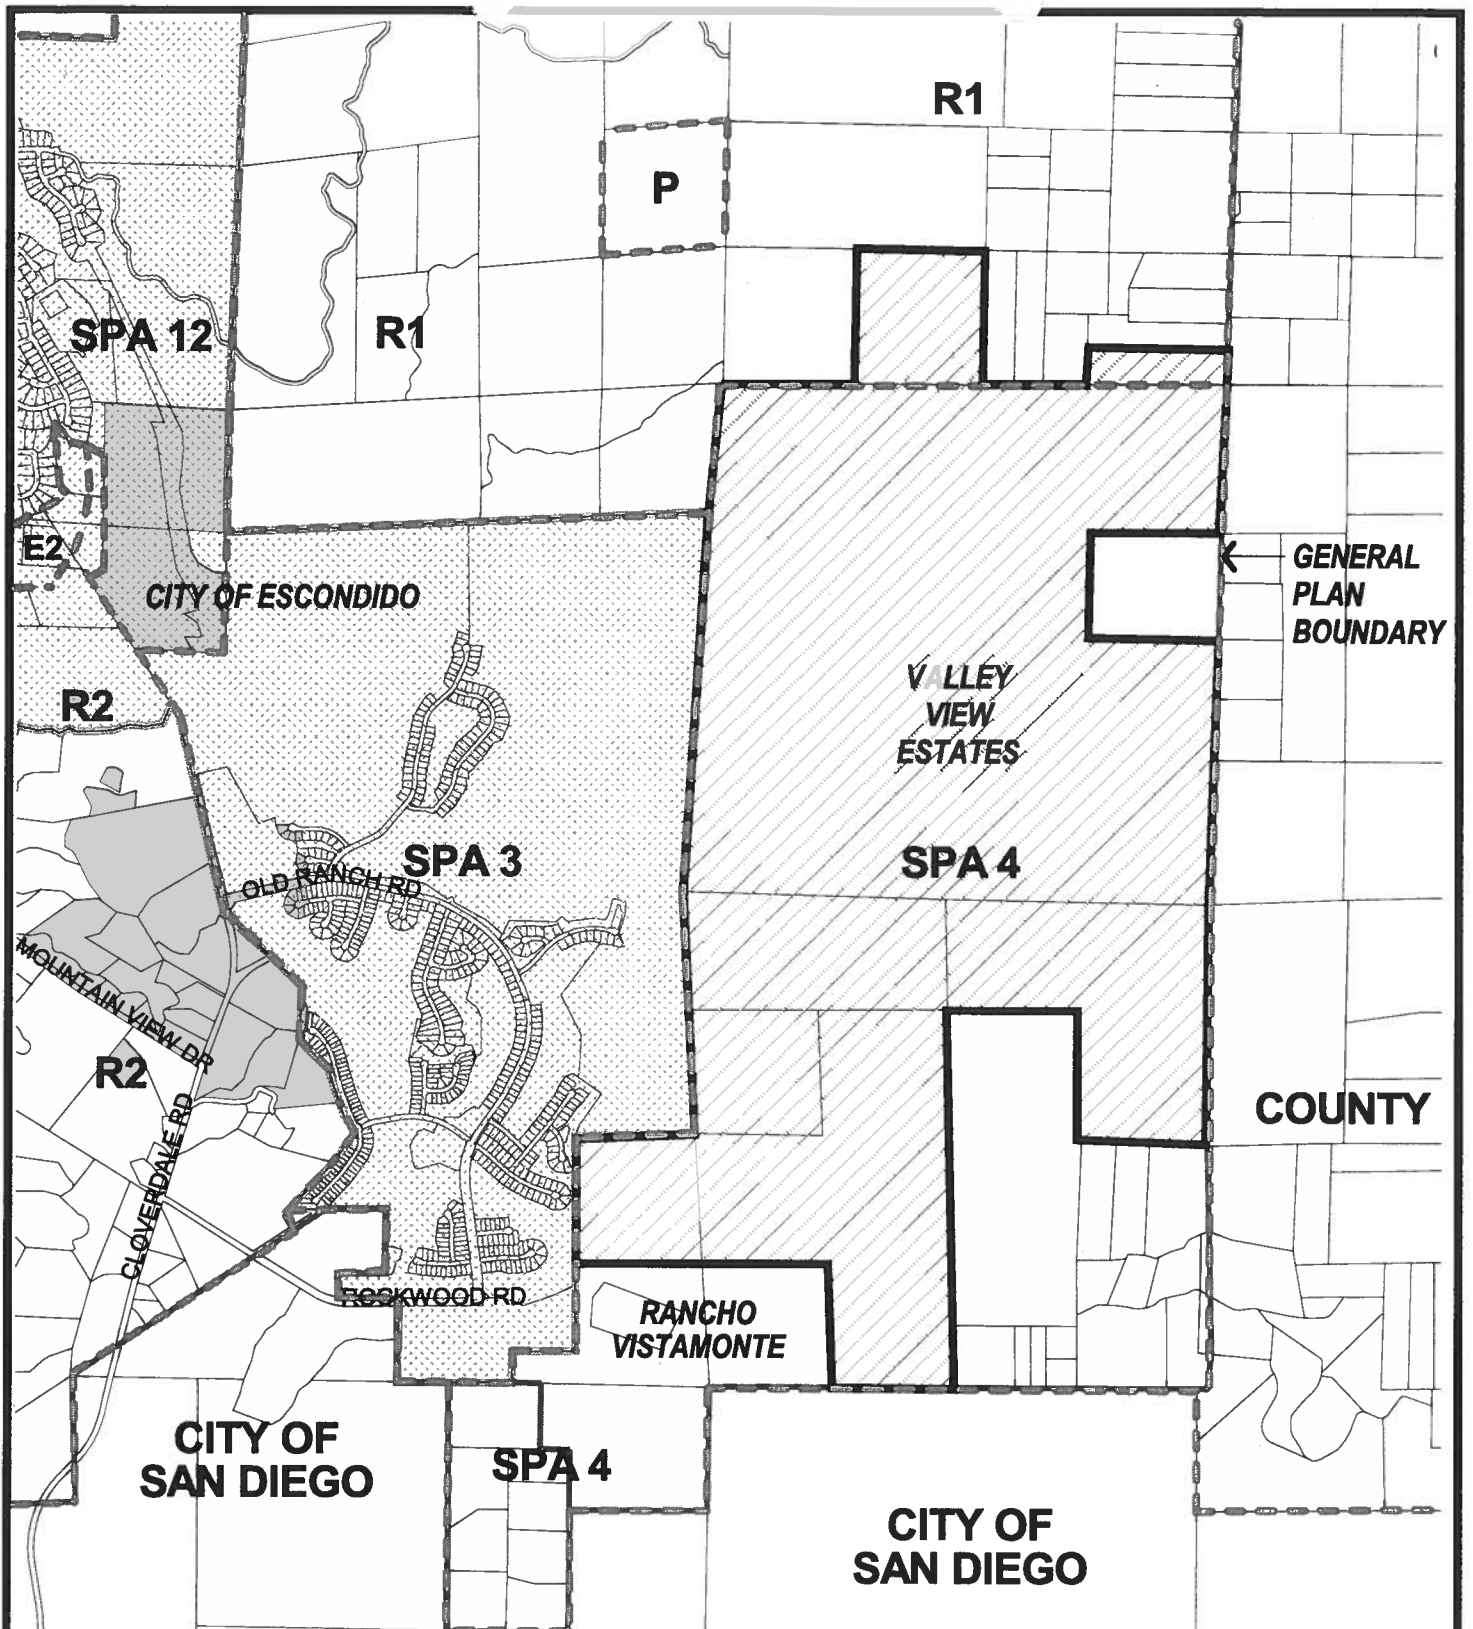 R1
P
SPA 12
R1
E2
CITY OF ESCONDIDO
GENERAL
PLAN
BOUNDARY
R2
VALLEY
VIEW
ESTATES
SPA 3
SPA 4
OLD RANCH RD
MOUNTAIN VIEW DR
R2
COUNTY
CLOVERDALE RD
ROCKWOOD RD
RANCHO
VISTAMONTE
CITY OF
SAN DIEGO
SPA 4
CITY OF
SAN DIEGO